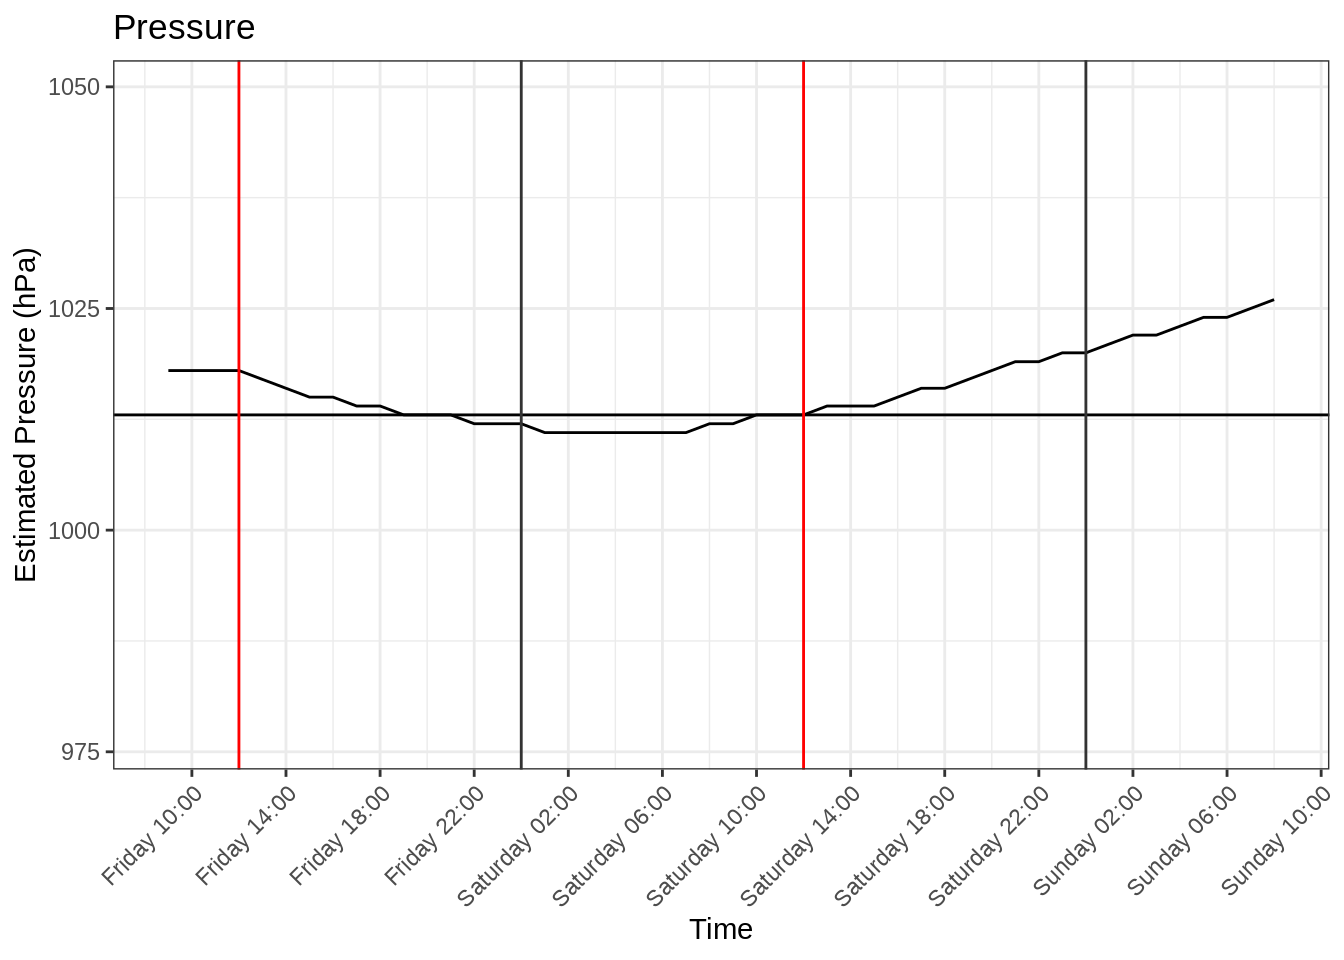 Pressure
Estimated Pressure (hPa)
1050
1025
1000
975
Friday 10:00
Friday 14:00
Friday 18:00
Friday 22:00
Saturday 02:00
Saturday 06:00
Saturday 10:00
Saturday 14:00
Saturday 18:00
Saturday 22:00
Sunday 02:00
Sunday 06:00
Sunday 10:00
Time